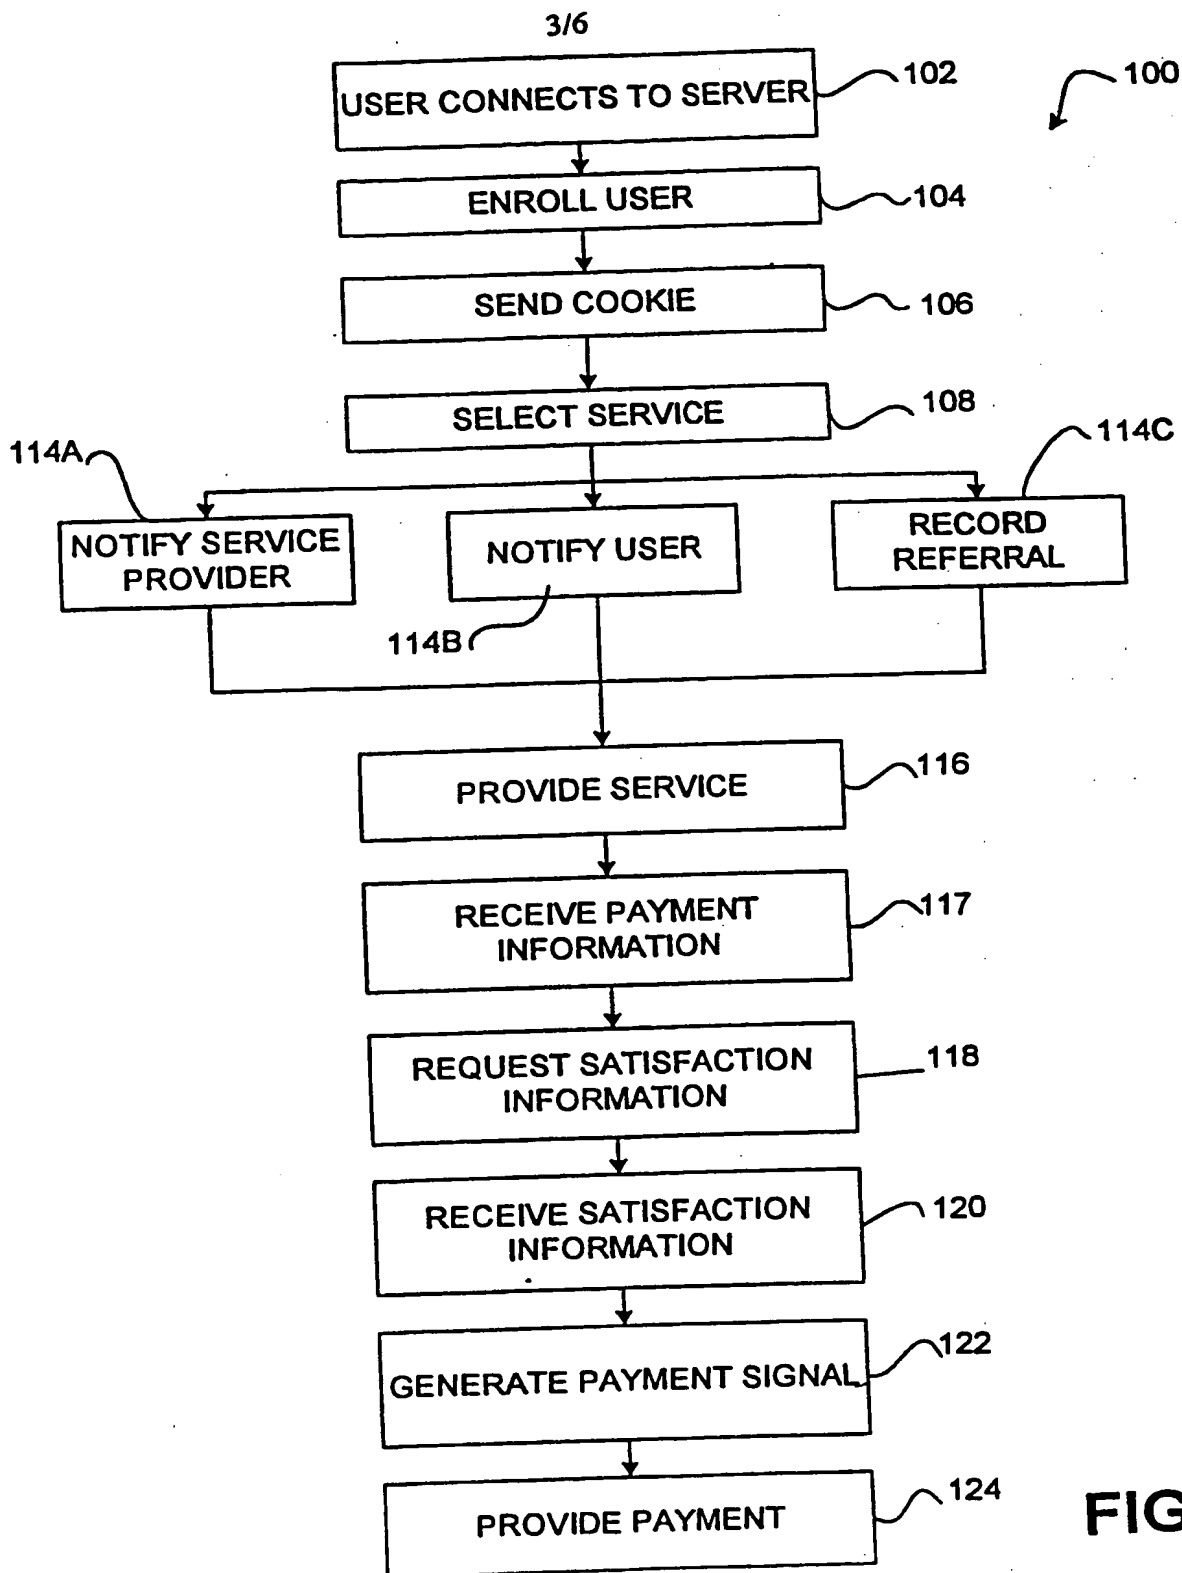 3/6
USER CONNECTS TO SERVER
102
100
ENROLL USER
104
SEND COOKIE
106
SELECT SERVICE
108
114A
114C
NOTIFY SERVICE
PROVIDER
NOTIFY USER
RECORD
REFERRAL
114B
PROVIDE SERVICE
116
RECEIVE PAYMENT
INFORMATION
117
REQUEST SATISFACTION
INFORMATION
118
RECEIVE SATISFACTION
INFORMATION
120
GENERATE PAYMENT SIGNAL
122
PROVIDE PAYMENT
124
FIG